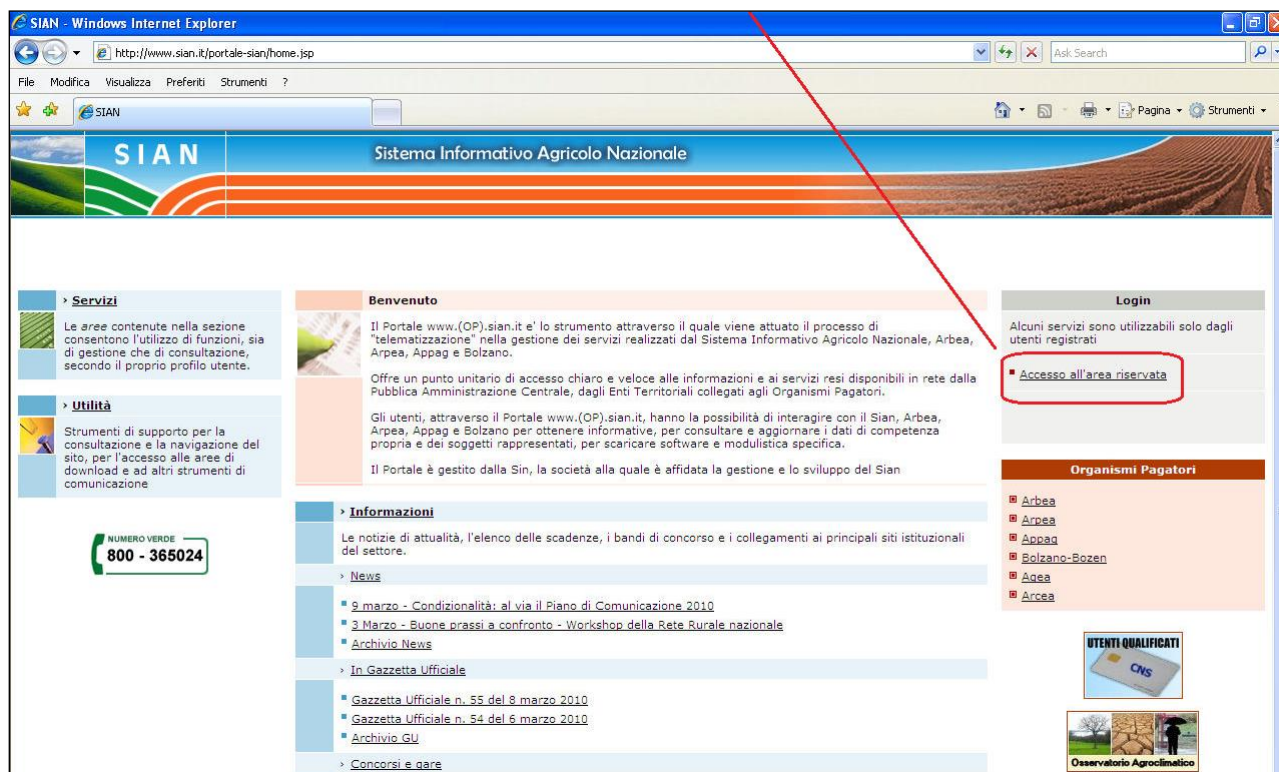 SIAN - Windows Internet Explorer
http://www.sian.it/portale-sian/home.jsp
Ask Search
File Modifica Visualizza Preferiti Strumenti ?
SIAN
Pagina
Strumenti
SIAN
Sistema Informativo Agricolo Nazionale
› Servizi
Le aree contenute nella sezione
consentono l'utilizzo di funzioni, sia
di gestione che di consultazione,
secondo il proprio profilo utente.
› Utilità
Strumenti di supporto per la
consultazione e la navigazione del
sito, per l'accesso alle aree di
download e ad altri strumenti di
comunicazione
NUMERO VERDE
800 - 365024
Benvenuto
Il Portale www.(OP).sian.it e' lo strumento attraverso il quale viene attuato il processo di
"telematizzazione" nella gestione dei servizi realizzati dal Sistema Informativo Agricolo Nazionale, Arbea,
Arpea, Appag e Bolzano.
Offre un punto unitario di accesso chiaro e veloce alle informazioni e ai servizi resi disponibili in rete dalla
Pubblica Amministrazione Centrale, dagli Enti Territoriali collegati agli Organismi Pagatori.
Gli utenti, attraverso il Portale www.(OP).sian.it, hanno la possibilità di interagire con il Sian, Arbea,
Arpea, Appag e Bolzano per ottenere informative, per consultare e aggiornare i dati di competenza
propria e dei soggetti rappresentati, per scaricare software e modulistica specifica.
Il Portale è gestito dalla Sin, la società alla quale è affidata la gestione e lo sviluppo del Sian
› Informazioni
Le notizie di attualità, l'elenco delle scadenze, i bandi di concorso e i collegamenti ai principali siti istituzionali
del settore.
› News
9 marzo - Condizionalità: al via il Piano di Comunicazione 2010
3 Marzo - Buone prassi a confronto - Workshop della Rete Rurale nazionale
Archivio News
› In Gazzetta Ufficiale
Gazzetta Ufficiale n. 55 del 8 marzo 2010
Gazzetta Ufficiale n. 54 del 6 marzo 2010
Archivio GU
› Concorsi e gare
Login
Alcuni servizi sono utilizzabili solo dagli
utenti registrati
Accesso all'area riservata
Organismi Pagatori
Arbea
Arpea
Appag
Bolzano-Bozen
Agea
Arcea
UTENTI QUALIFICATI
CNS
Osservatorio Agroclimatico